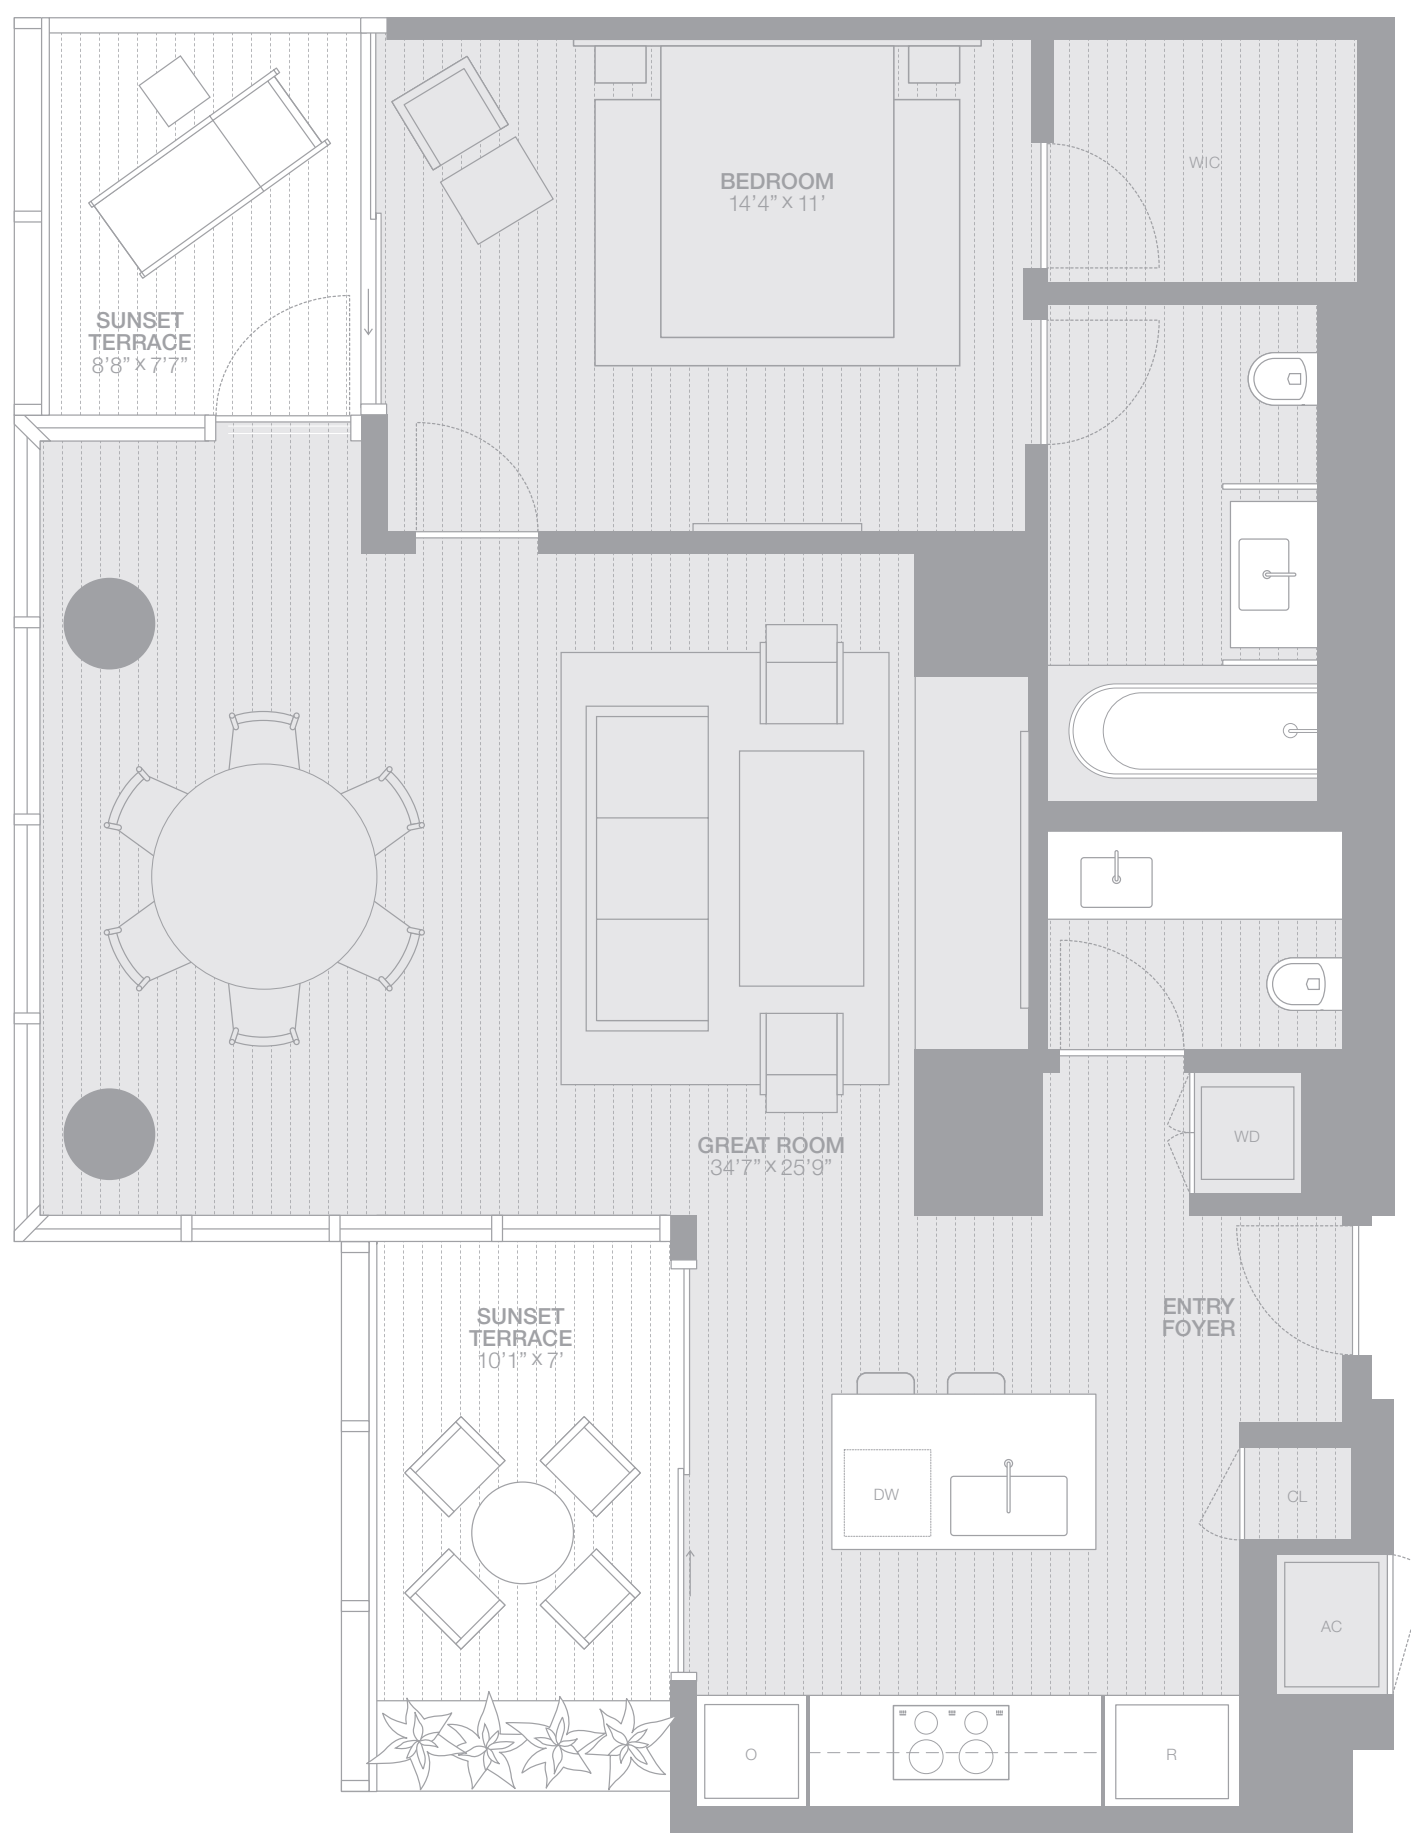 WIC
BEDROOM
14'4" X 11'
SUNSET
TERRACE
8'8" X 7'7"
WD
GREAT ROOM
34'7" X 25'9"
ENTRY
FOYER
SUNSET
TERRACE
10'1" X 7'
DW
CL
AC
O
R